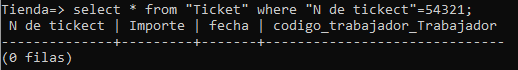 Tienda=> select * from "Ticket" where "N de tickect"=54321;
 N de tickect | Importe | fecha | codigo_trabajador_Trabajador
--------------+---------+-------+------------------------------
(0 filas)